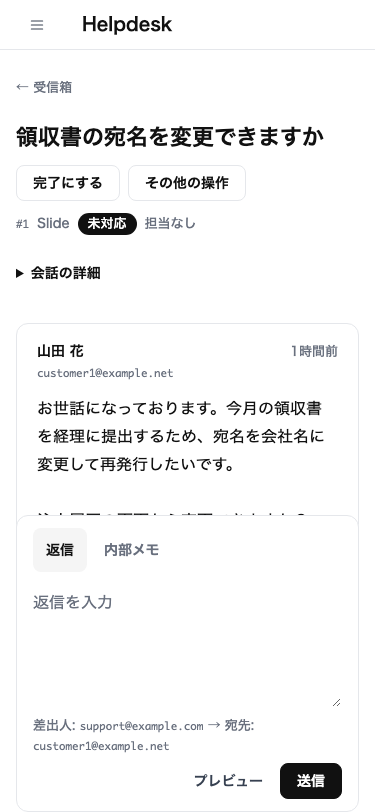 Helpdesk
← 受信箱
領収書の宛名を変更できますか
完了にする その他の操作
#1 Slide 未対応 担当なし
▶ 会話の詳細
山田 花 1時間前
customer1@example.net
お世話になっております。今月の領収書
を経理に提出するため、宛名を会社名に
変更して再発行したいです。
返信 内部メモ
返信を入力
差出人: support@example.com → 宛先:
customer1@example.net
プレビュー 送信